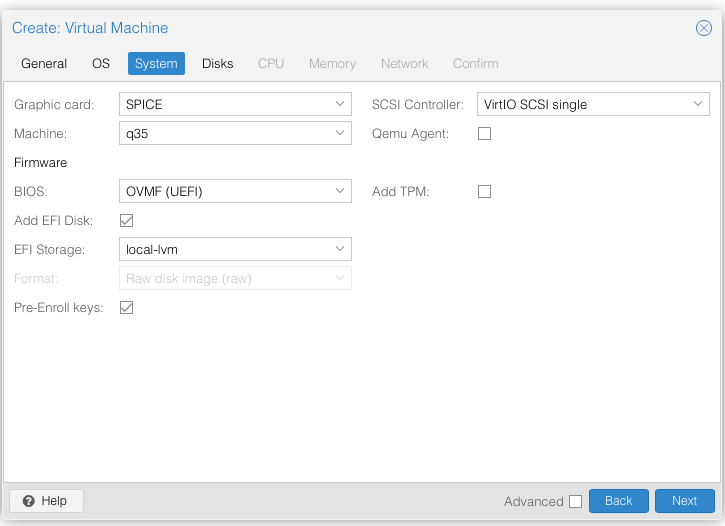 Create: Virtual Machine
General OS System Disks CPU Memory Network Confirm
Graphic card: SPICE SCSI Controller: VirtIO SCSI single
Machine: q35 Qemu Agent:
Firmware
BIOS: OVMF (UEFI) Add TPM:
Add EFI Disk:
EFI Storage: local-lvm
Format: Raw disk image (raw)
Pre-Enroll keys:
Help Advanced Back Next